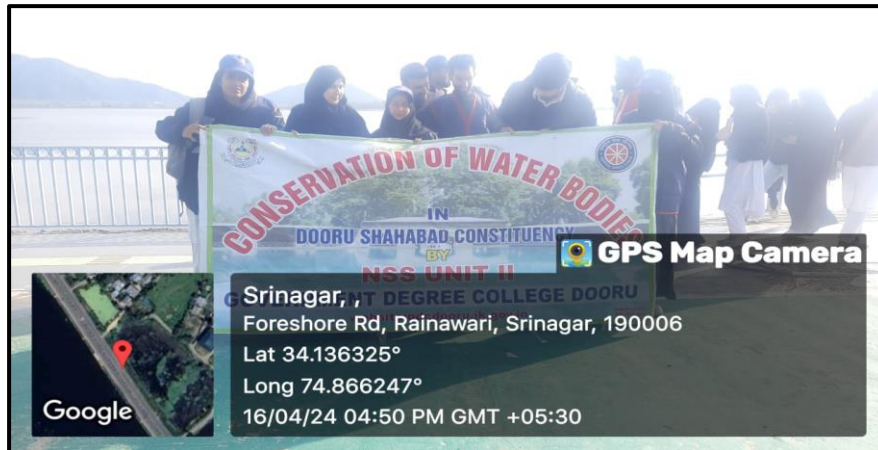 CONSERVATION OF WATER BODIES
IN
DOORU SHAHABAD CONSTITUENCY
BY
NSS UNIT II
GOVERNMENT DEGREE COLLEGE DOORU
GPS Map Camera
Srinagar, ,
Foreshore Rd, Rainawari, Srinagar, 190006
Lat 34.136325°
Long 74.866247°
16/04/24 04:50 PM GMT +05:30
Google